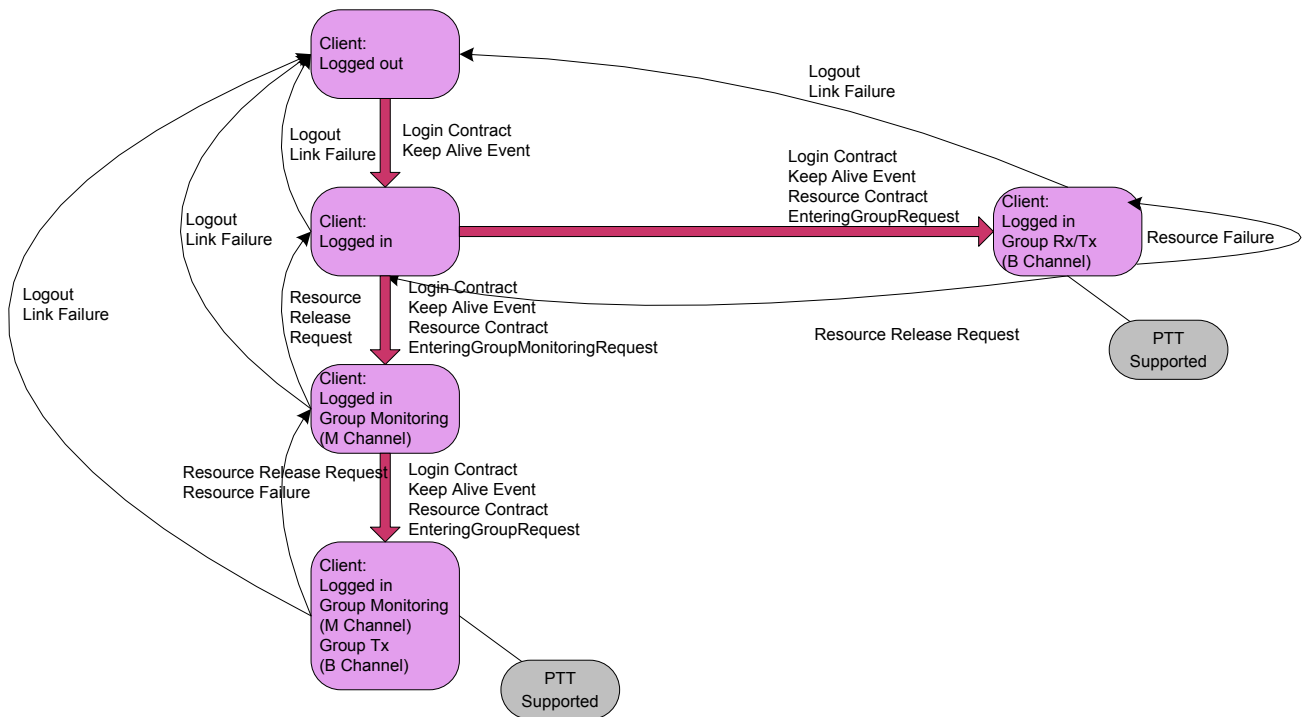 Client:
Logged out
Logout
Link Failure
Logout
Link Failure
Login Contract
Keep Alive Event
Login Contract
Keep Alive Event
Resource Contract
EnteringGroupRequest
Client:
Logged in
Client:
Logged in
Group Rx/Tx
(B Channel)
Resource Failure
Logout
Link Failure
Logout
Link Failure
Resource
Release
Request
Login Contract
Keep Alive Event
Resource Contract
EnteringGroupMonitoringRequest
Resource Release Request
PTT
Supported
Client:
Logged in
Group Monitoring
(M Channel)
Resource Release Request
Resource Failure
Login Contract
Keep Alive Event
Resource Contract
EnteringGroupRequest
Client:
Logged in
Group Monitoring
(M Channel)
Group Tx
(B Channel)
PTT
Supported